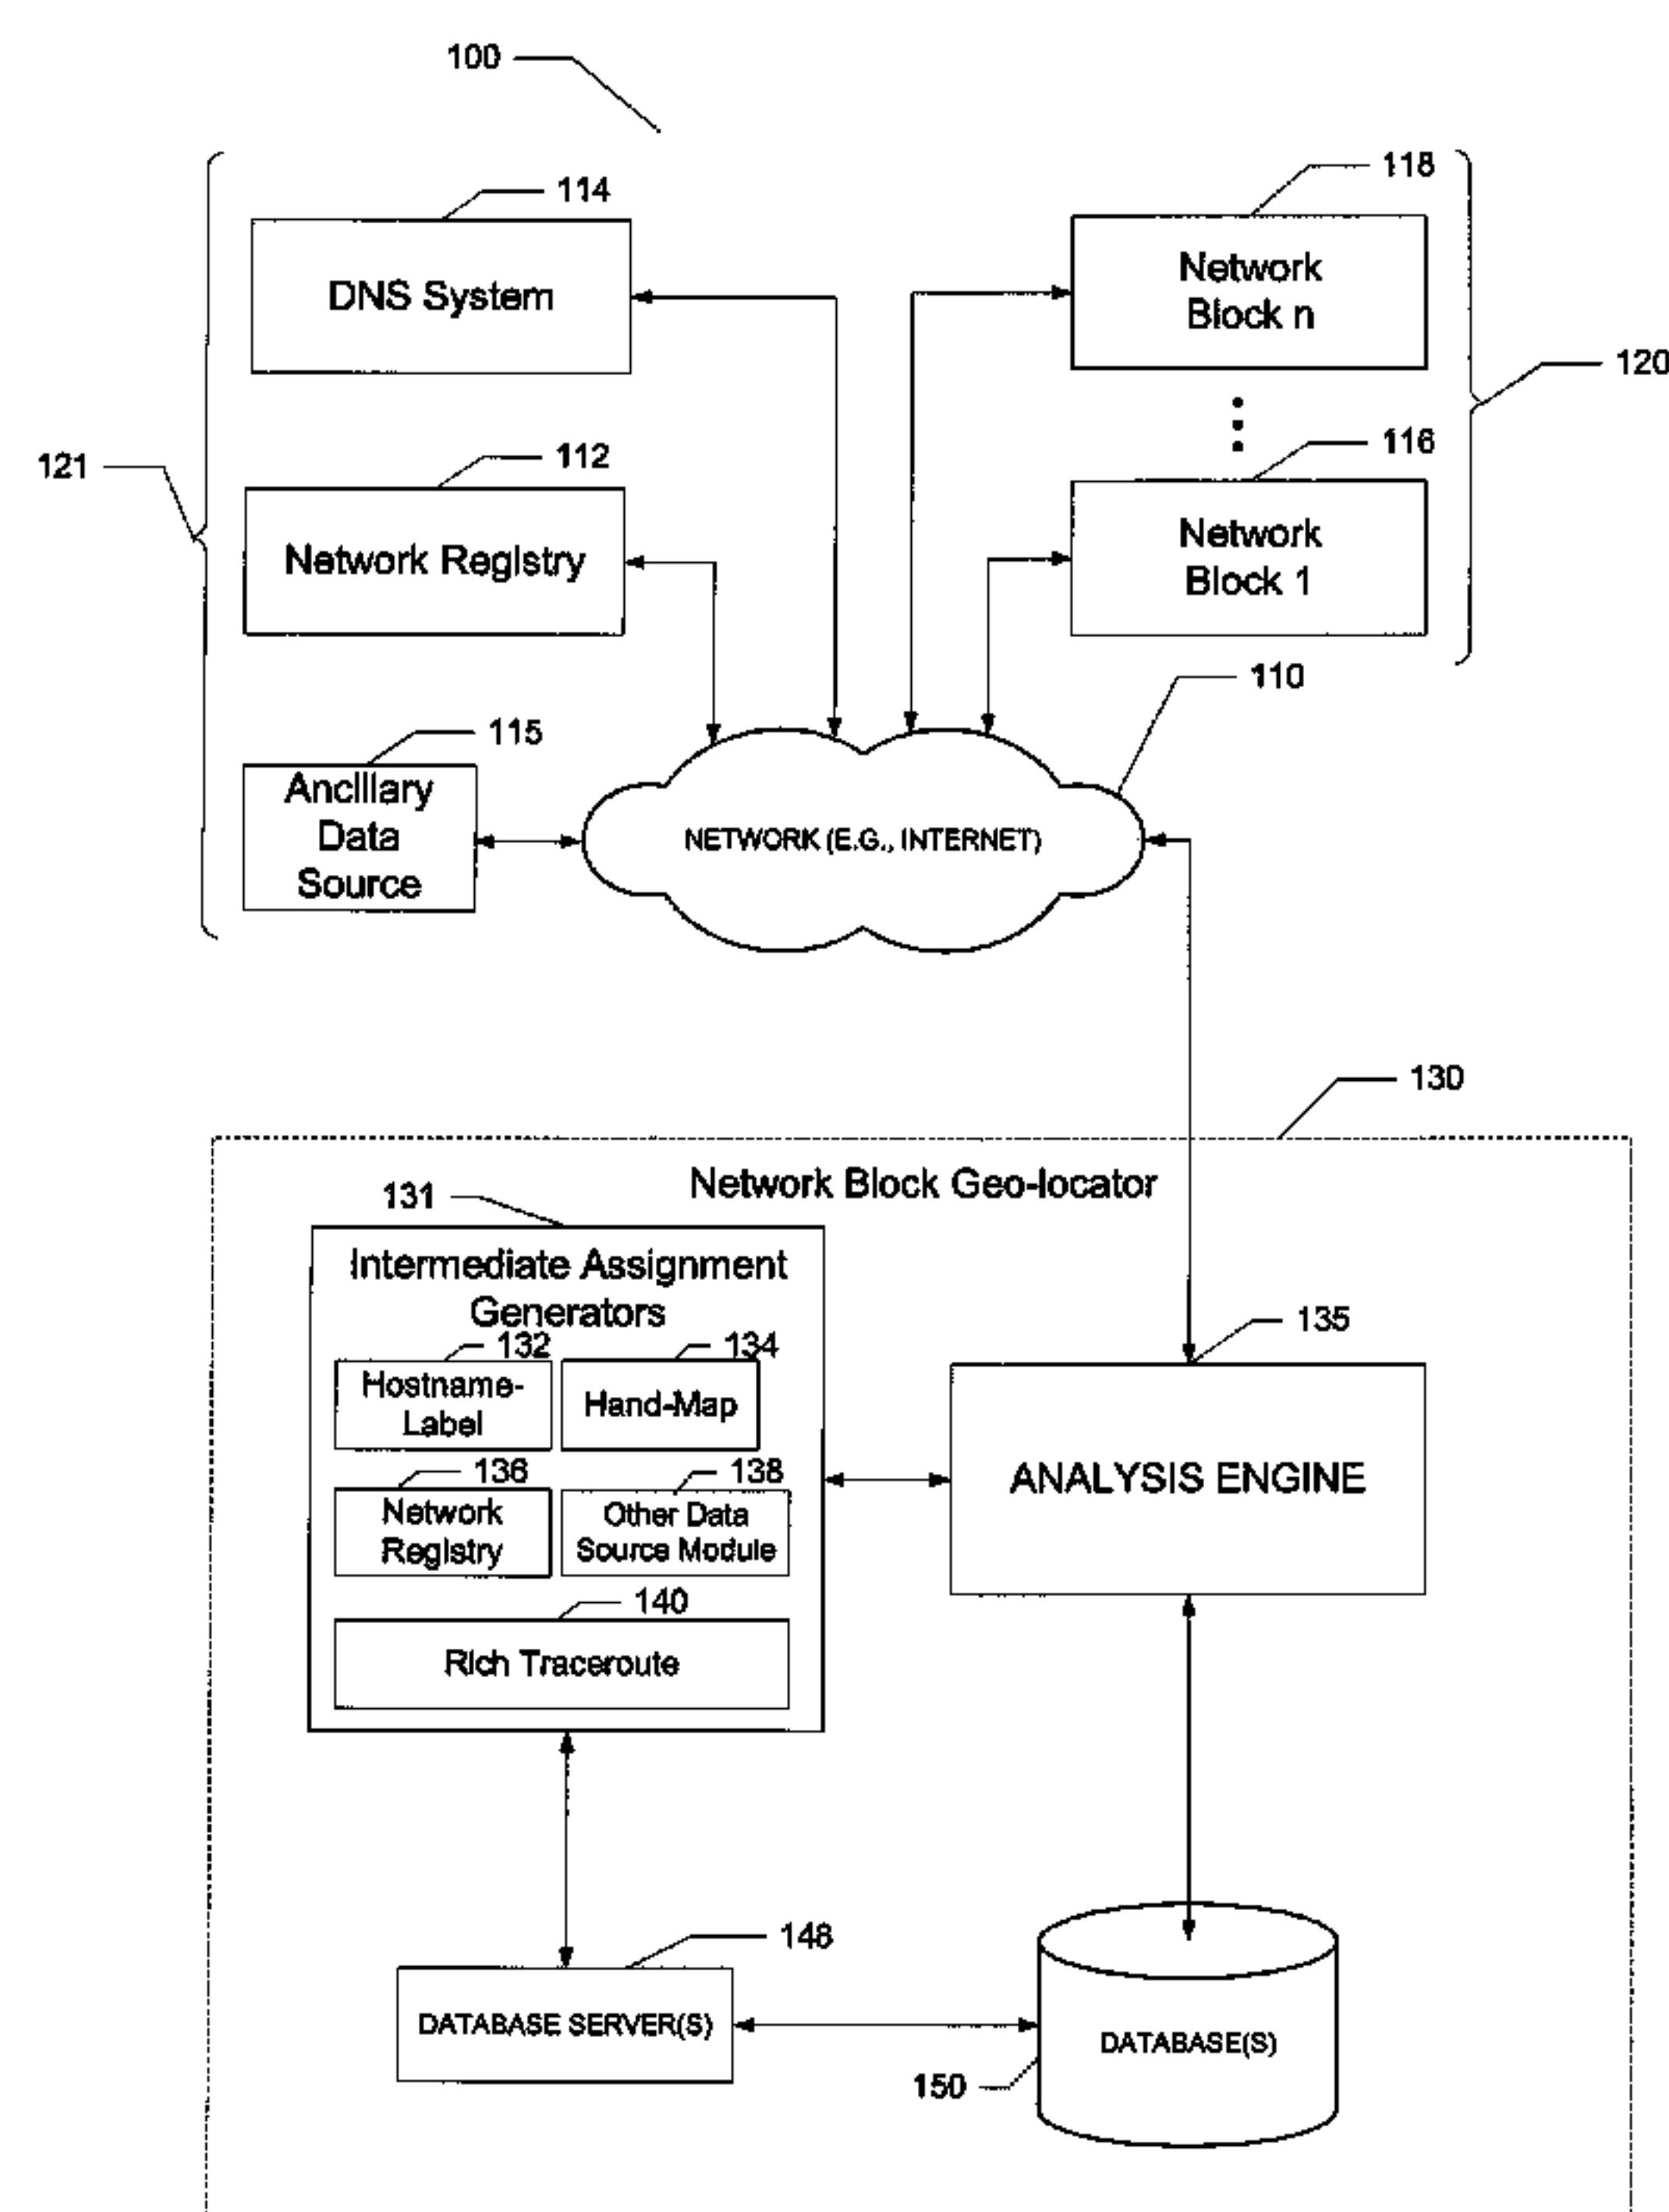 100
114
118
DNS System
Network
Block n
120
121
112
116
Network Registry
Network
Block 1
110
115
Ancillary
Data
Source
NETWORK (E.G., INTERNET)
130
Network Block Geo-locator
131
Intermediate Assignment
Generators
132
134
135
Hostname-
Label
Hand-Map
136
138
ANALYSIS ENGINE
Network
Registry
Other Data
Source Module
140
Rich Traceroute
148
DATABASE SERVER(S)
DATABASE(S)
150